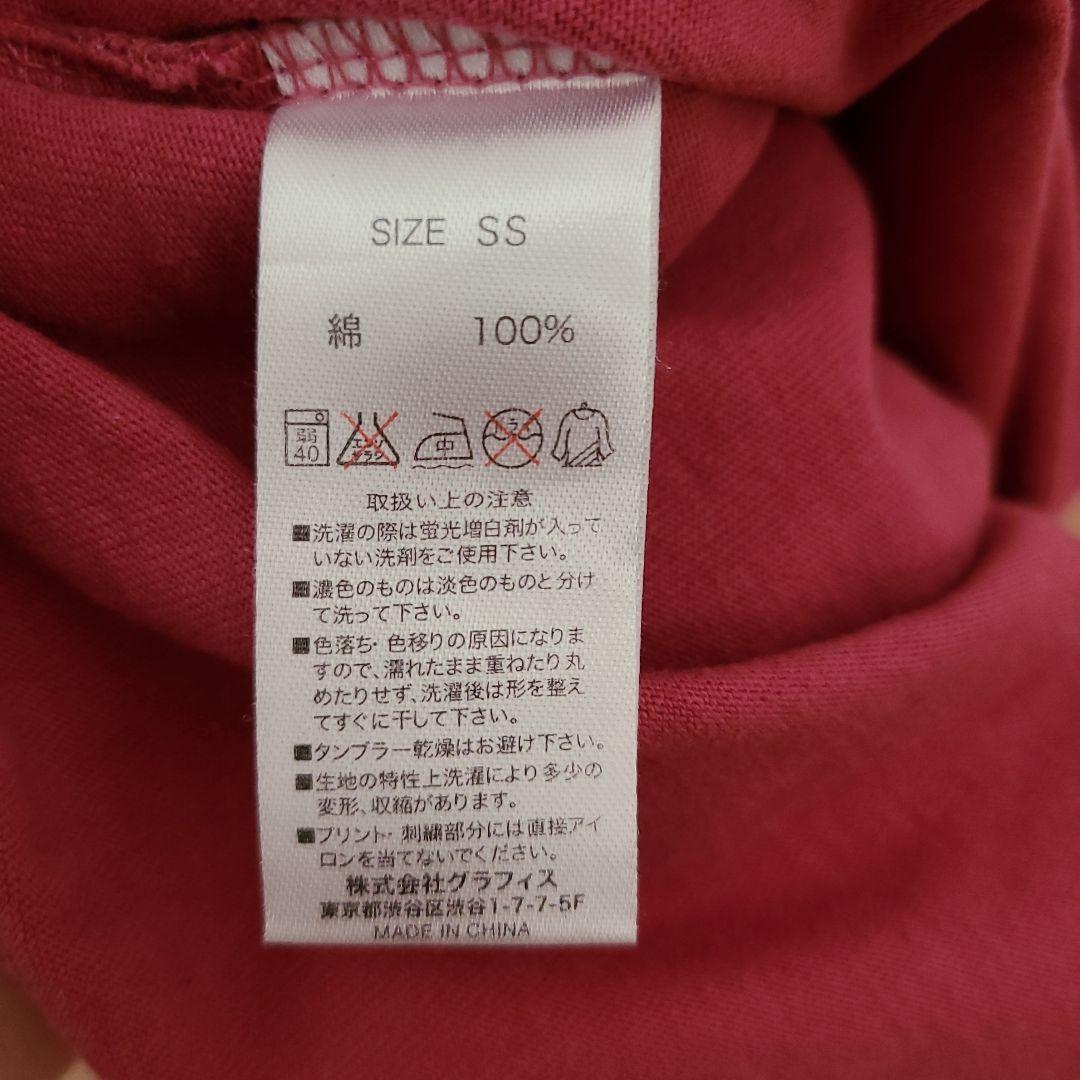 SIZE SS
綿 100%
弱 エンソ 中 ドライ
40 サラシ
取扱い上の注意
■洗濯の際は蛍光増白剤が入って
いない洗剤をご使用下さい。
■濃色のものは淡色のものと分け
て洗って下さい。
■色落ち・色移りの原因になりま
すので、濡れたまま重ねたり丸
めたりせず、洗濯後は形を整え
てすぐに干して下さい。
■タンブラー乾燥はお避け下さい。
■生地の特性上洗濯により多少の
変形、収縮があります。
■プリント・刺繍部分には直接アイ
ロンを当てないでください。
株式会社グラフィス
東京都渋谷区渋谷1-7-7-5F
MADE IN CHINA